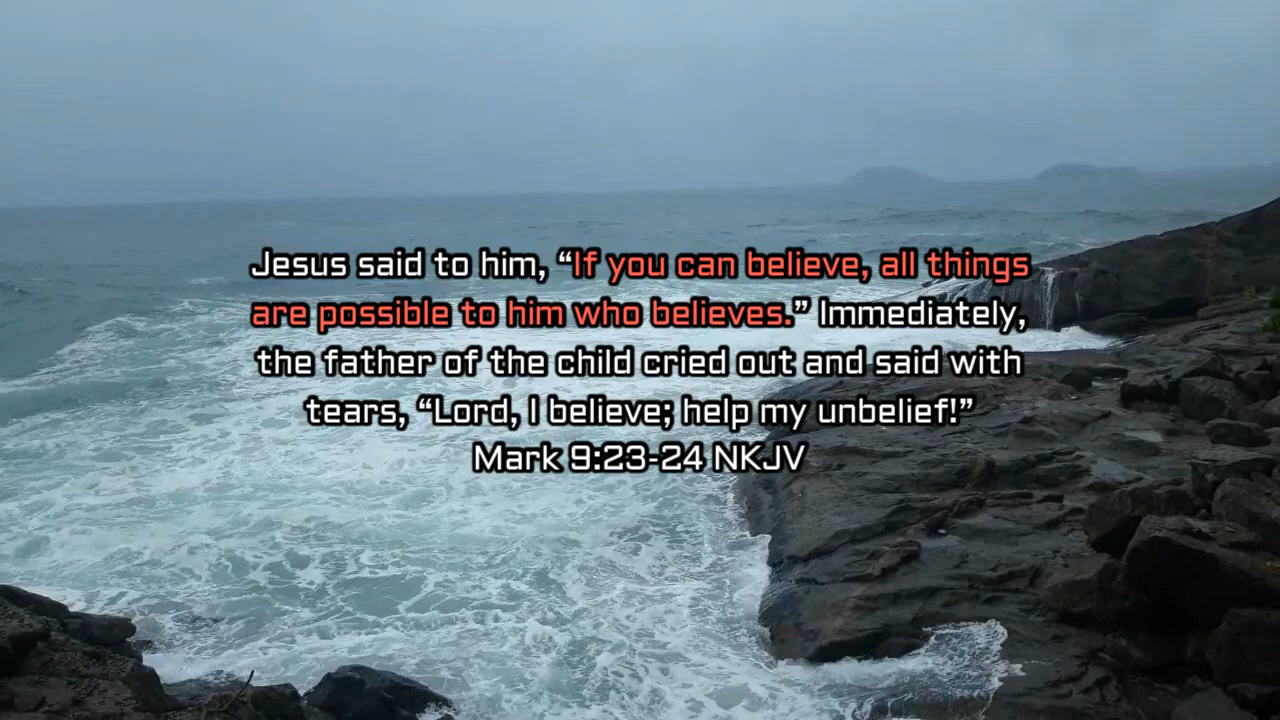 Jesus said to him, “If you can believe, all things
are possible to him who believes.” Immediately,
the father of the child cried out and said with
tears, “Lord, I believe; help my unbelief!”
Mark 9:23-24 NKJV